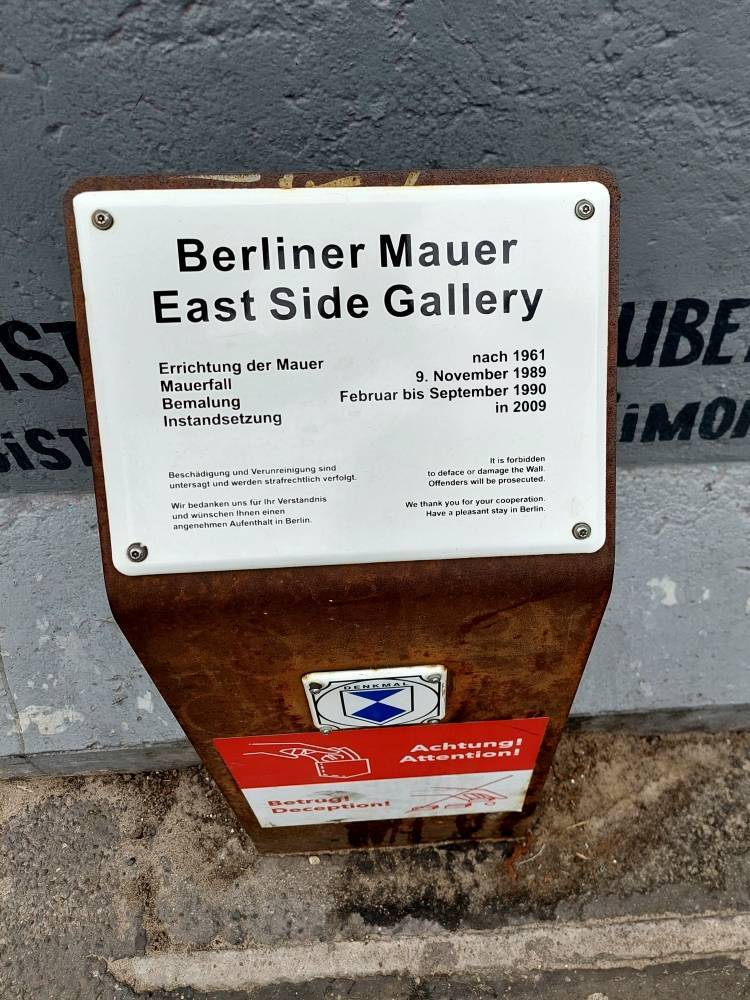 Berliner Mauer
East Side Gallery
Errichtung der Mauer nach 1961
Mauerfall 9. November 1989
Bemalung Februar bis September 1990
Instandsetzung in 2009
Beschädigung und Verunreinigung sind
untersagt und werden strafrechtlich verfolgt.
Wir bedanken uns für Ihr Verständnis
und wünschen Ihnen einen
angenehmen Aufenthalt in Berlin.
It is forbidden
to deface or damage the Wall.
Offenders will be prosecuted.
We thank you for your cooperation.
Have a pleasant stay in Berlin.
DENKMAL
Achtung!
Attention!
Betrug!
Deception!